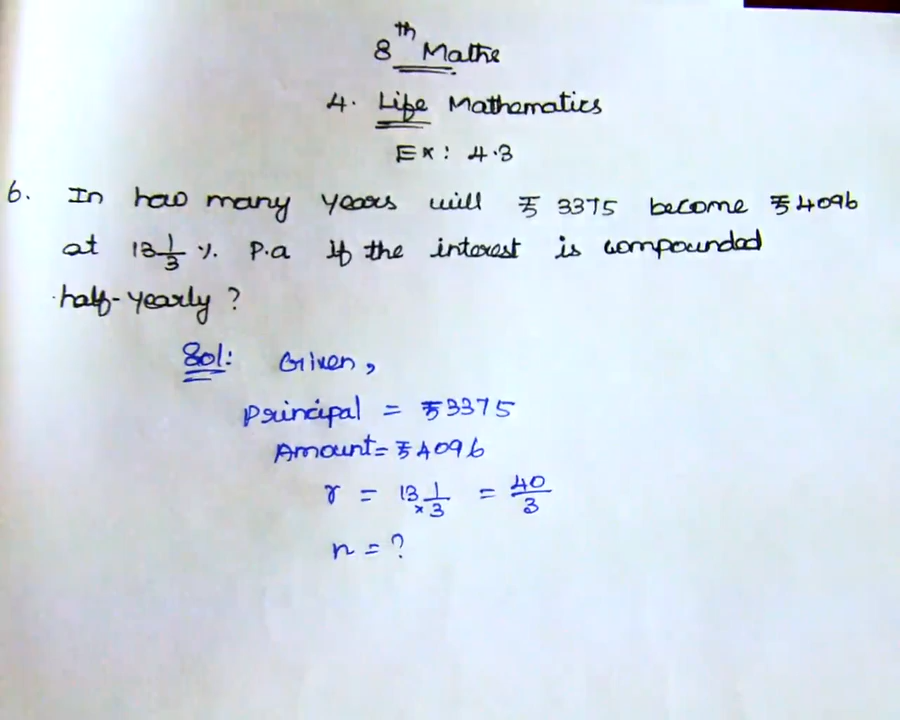 8th Maths
4. Life Mathematics
Ex: 4.3
6. In how many years will ₹ 3375 become ₹ 4096
at 13 1/3 %. P.a if the interest is compounded
half-yearly?
Sol: Given,
Principal = ₹3375
Amount = ₹4096
r = 13 1/3 = 40/3
n = ?